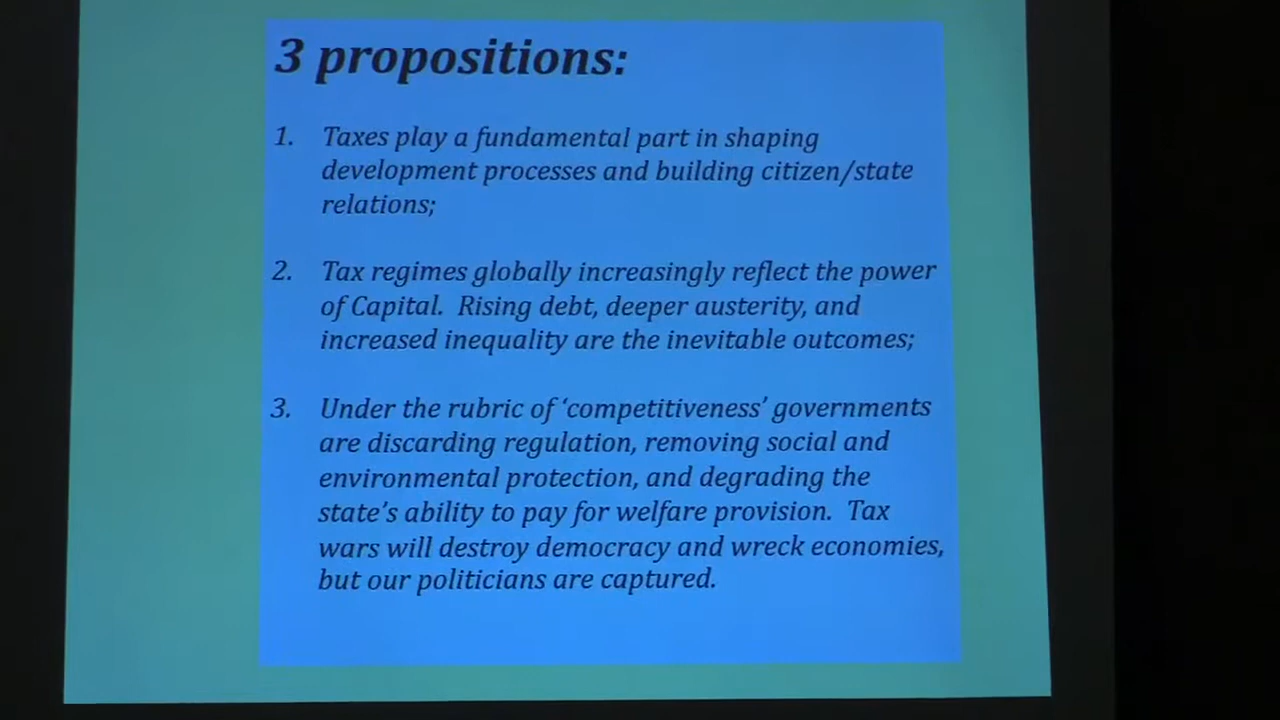 3 propositions:
1. Taxes play a fundamental part in shaping
development processes and building citizen/state
relations;
2. Tax regimes globally increasingly reflect the power
of Capital. Rising debt, deeper austerity, and
increased inequality are the inevitable outcomes;
3. Under the rubric of ‘competitiveness’ governments
are discarding regulation, removing social and
environmental protection, and degrading the
state’s ability to pay for welfare provision. Tax
wars will destroy democracy and wreck economies,
but our politicians are captured.